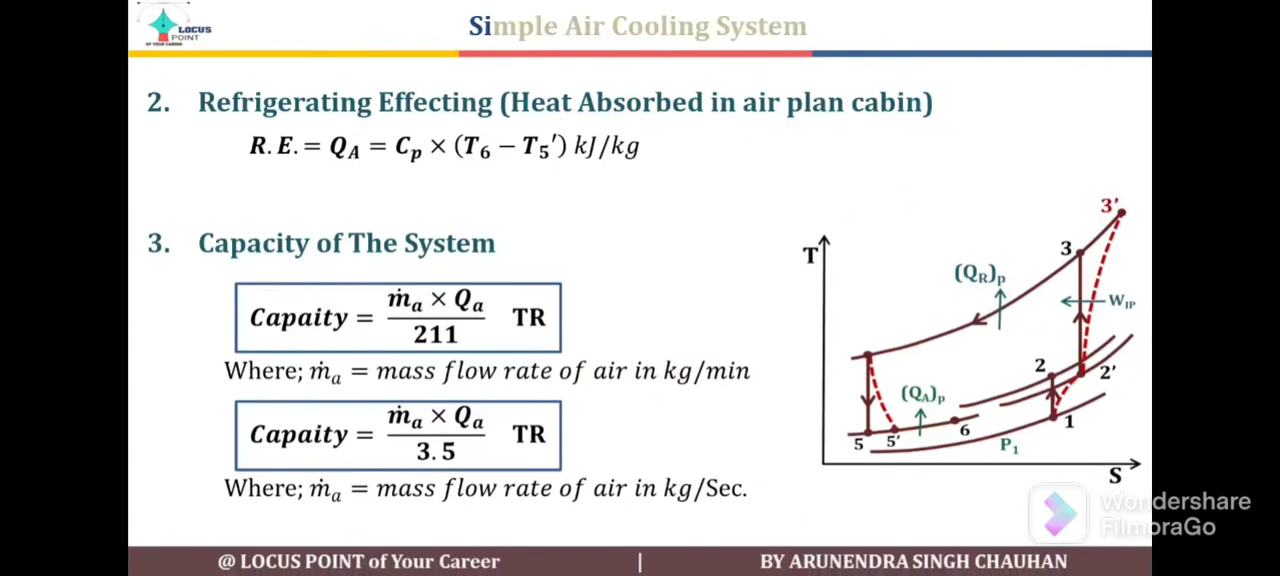 LOCUS
POINT
OF YOUR CAREER
Simple Air Cooling System
2. Refrigerating Effecting (Heat Absorbed in air plan cabin)
R. E. = Q_A = C_p × (T_6 − T_5′) kJ/kg
3. Capacity of The System
Capaity = (ṁ_a × Q_a) / 211 TR
Where; ṁ_a = mass flow rate of air in kg/min
Capaity = (ṁ_a × Q_a) / 3.5 TR
Where; ṁ_a = mass flow rate of air in kg/Sec.
3'
T
3
(Q_R)_p
W_IP
2
2'
(Q_A)_p
5
5'
6
1
P_1
S
Wondershare
FilmoraGo
@ LOCUS POINT of Your Career | BY ARUNENDRA SINGH CHAUHAN